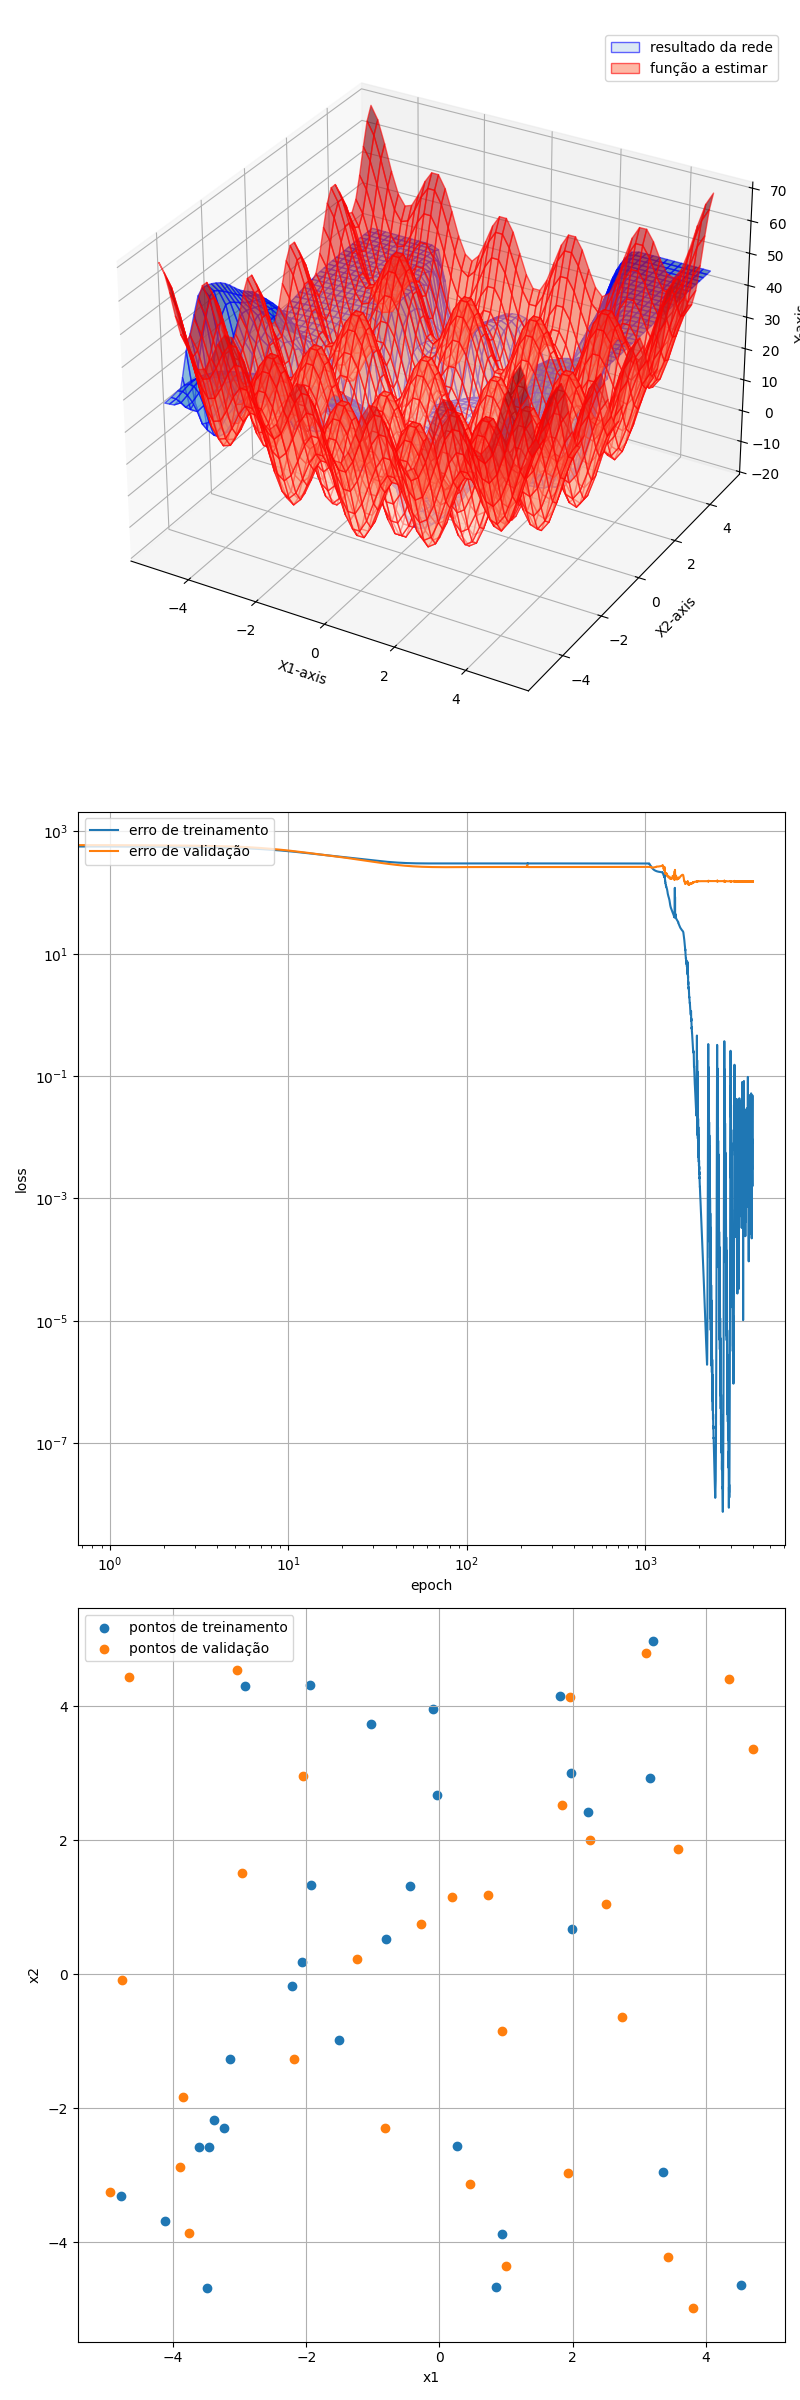 resultado da rede
função a estimar
70
60
50
40
30
20
10
0
−10
−20
Y-axis
4
2
0
−2
−4
X2-axis
−4
−2
0
2
4
X1-axis
erro de treinamento
erro de validação
10³
10¹
10⁻¹
10⁻³
10⁻⁵
10⁻⁷
loss
10⁰ 10¹ 10² 10³
epoch
pontos de treinamento
pontos de validação
4
2
0
−2
−4
x2
−4 −2 0 2 4
x1